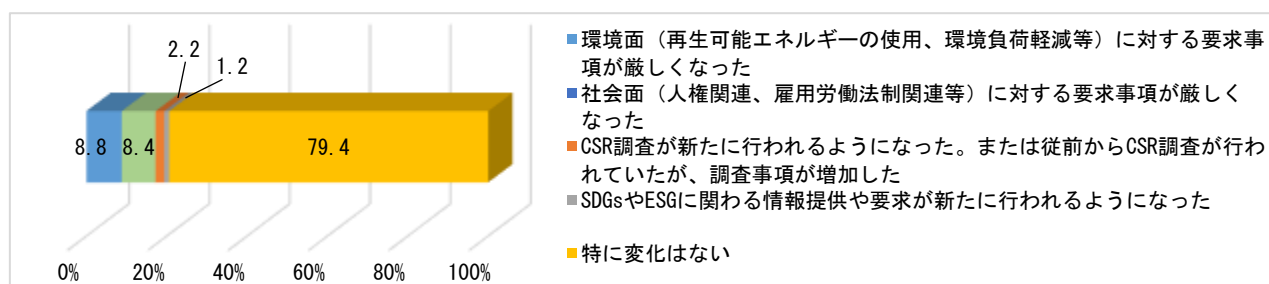 2.2
1.2
8.8
8.4
79.4
0%
20%
40%
60%
80%
100%
環境面（再生可能エネルギーの使用、環境負荷軽減等）に対する要求事
項が厳しくなった
社会面（人権関連、雇用労働法制関連等）に対する要求事項が厳しく
なった
CSR調査が新たに行われるようになった。または従前からCSR調査が行わ
れていたが、調査事項が増加した
SDGsやESGに関わる情報提供や要求が新たに行われるようになった
特に変化はない